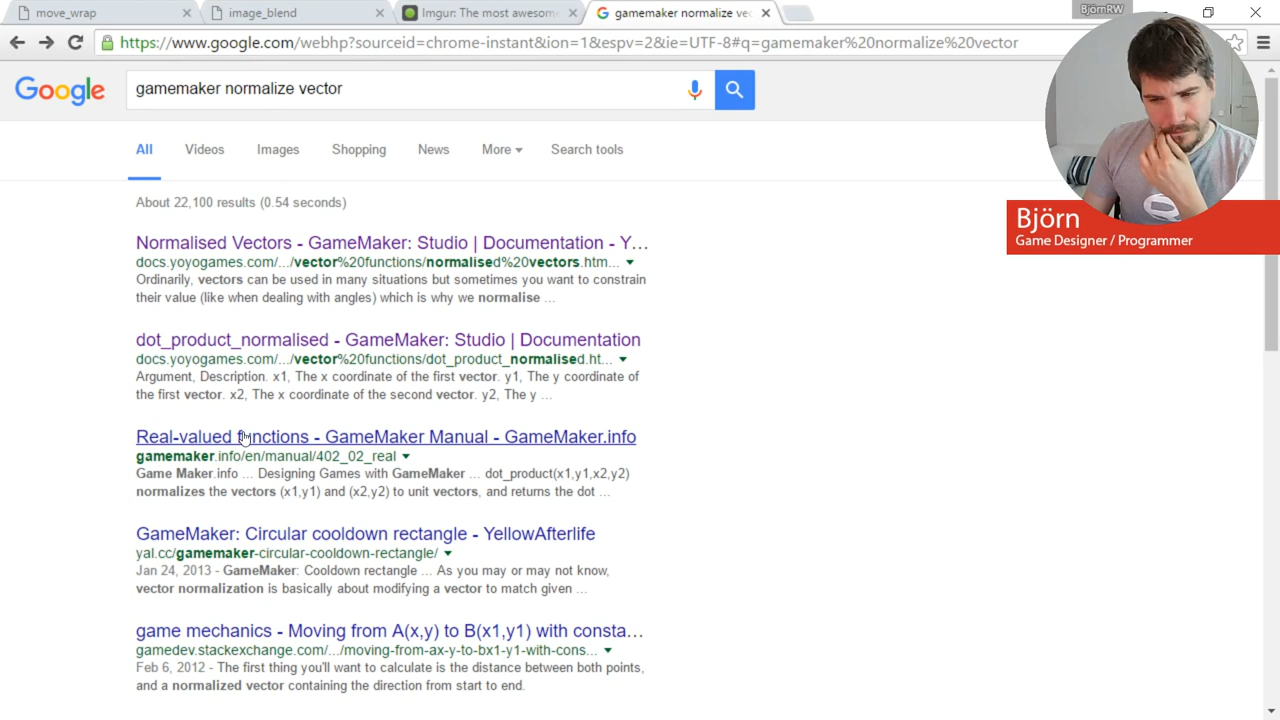 move_wrap
image_blend
Imgur: The most awesom
gamemaker normalize vec
BjörnRW
https://www.google.com/webhp?sourceid=chrome-instant&ion=1&espv=2&ie=UTF-8#q=gamemaker%20normalize%20vector
Google
gamemaker normalize vector
All Videos Images Shopping News More Search tools
About 22,100 results (0.54 seconds)
Normalised Vectors - GameMaker: Studio | Documentation - Y...
docs.yoyogames.com/.../vector%20functions/normalised%20vectors.htm...
Ordinarily, vectors can be used in many situations but sometimes you want to constrain
their value (like when dealing with angles) which is why we normalise ...
dot_product_normalised - GameMaker: Studio | Documentation
docs.yoyogames.com/.../vector%20functions/dot_product_normalised.ht...
Argument, Description. x1, The x coordinate of the first vector. y1, The y coordinate of
the first vector. x2, The x coordinate of the second vector. y2, The y ...
Real-valued functions - GameMaker Manual - GameMaker.info
gamemaker.info/en/manual/402_02_real
Game Maker.info ... Designing Games with GameMaker ... dot_product(x1,y1,x2,y2)
normalizes the vectors (x1,y1) and (x2,y2) to unit vectors, and returns the dot ...
GameMaker: Circular cooldown rectangle - YellowAfterlife
yal.cc/gamemaker-circular-cooldown-rectangle/
Jan 24, 2013 - GameMaker: Cooldown rectangle ... As you may or may not know,
vector normalization is basically about modifying a vector to match given ...
game mechanics - Moving from A(x,y) to B(x1,y1) with consta...
gamedev.stackexchange.com/.../moving-from-ax-y-to-bx1-y1-with-cons...
Feb 6, 2012 - The first thing you'll want to calculate is the distance between both points,
and a normalized vector containing the direction from start to end.
Björn
Game Designer / Programmer